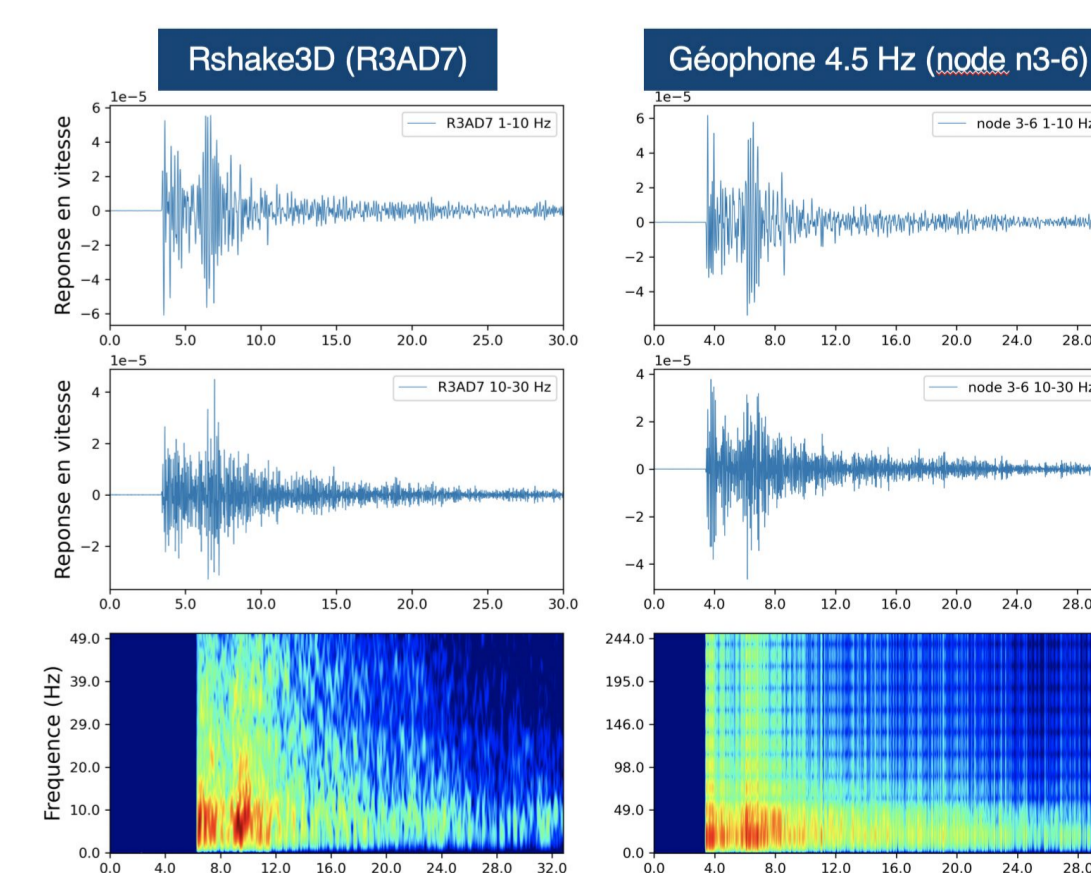 Rshake3D (R3AD7)
Géophone 4.5 Hz (node n3-6)
1e−5
6
4
2
0
−2
−4
−6
Reponse en vitesse
R3AD7 1-10 Hz
0.0 5.0 10.0 15.0 20.0 25.0 30.0
1e−5
6
4
2
0
−2
−4
node 3-6 1-10 Hz
0.0 4.0 8.0 12.0 16.0 20.0 24.0 28.0
1e−5
4
2
0
−2
Reponse en vitesse
R3AD7 10-30 Hz
0.0 5.0 10.0 15.0 20.0 25.0 30.0
1e−5
4
2
0
−2
−4
node 3-6 10-30 Hz
0.0 4.0 8.0 12.0 16.0 20.0 24.0 28.0
49.0
39.0
29.0
20.0
10.0
0.0
Frequence (Hz)
0.0 4.0 8.0 12.0 16.0 20.0 24.0 28.0 32.0
244.0
195.0
146.0
98.0
49.0
0.0
0.0 4.0 8.0 12.0 16.0 20.0 24.0 28.0